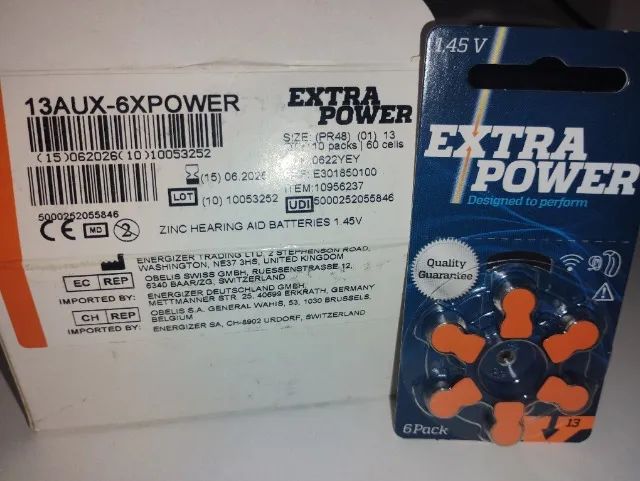 13AUX-6XPOWER
EXTRA
POWER
(15)062026(10)10053252
SIZE: (PR48) (01) 13
10 packs | 60 cells
0622YEY
(15) 06.2026
E301850100
ITEM:10956237
LOT (10) 10053252
UDI 5000252055846
5000252055846
CE MD 2
ZINC HEARING AID BATTERIES 1.45V
ENERGIZER TRADING LTD, 2 STEPHENSON ROAD,
WASHINGTON, NE37 3HS, UNITED KINGDOM
EC REP
OBELIS SWISS GMBH, RUESSENSTRASSE 12,
6340 BAAR/ZG, SWITZERLAND
IMPORTED BY:
ENERGIZER DEUTSCHLAND GMBH,
METTMANNER STR 25, 40699 ERKRATH, GERMANY
CH REP
OBELIS S.A. GENERAL WAHIS, 53, 1030 BRUSSELS,
BELGIUM
IMPORTED BY:
ENERGIZER SA, CH-8902 URDORF, SWITZERLAND
1.45 V
EXTRA
POWER
Designed to perform
Quality
Guarantee
6 Pack
13